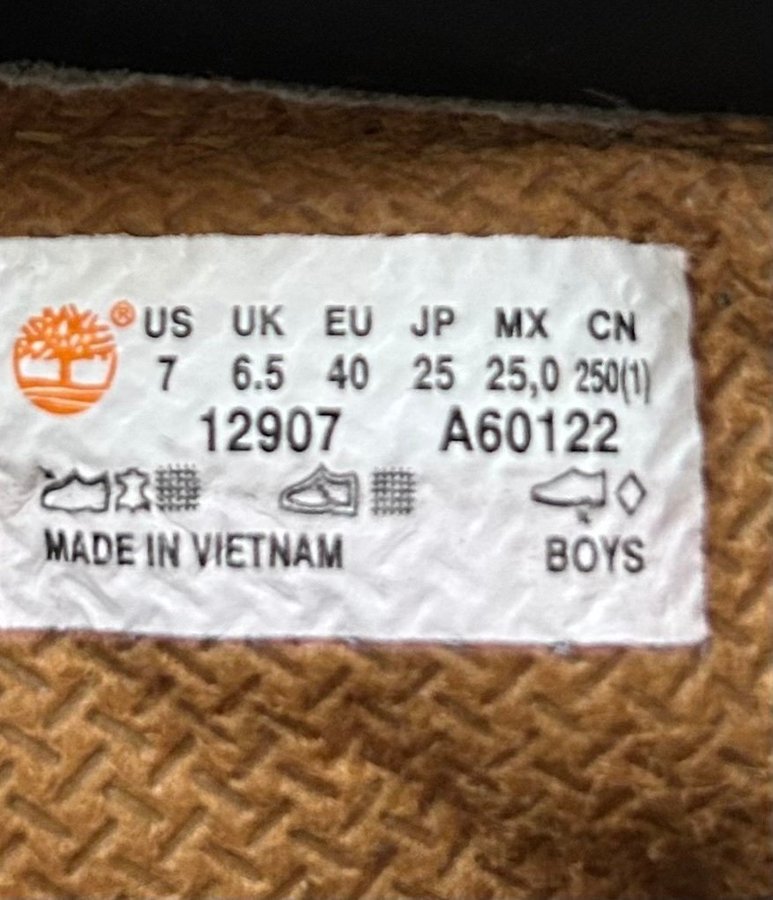 ® US UK EU JP MX CN
7 6.5 40 25 25,0 250(1)
12907 A60122
MADE IN VIETNAM BOYS